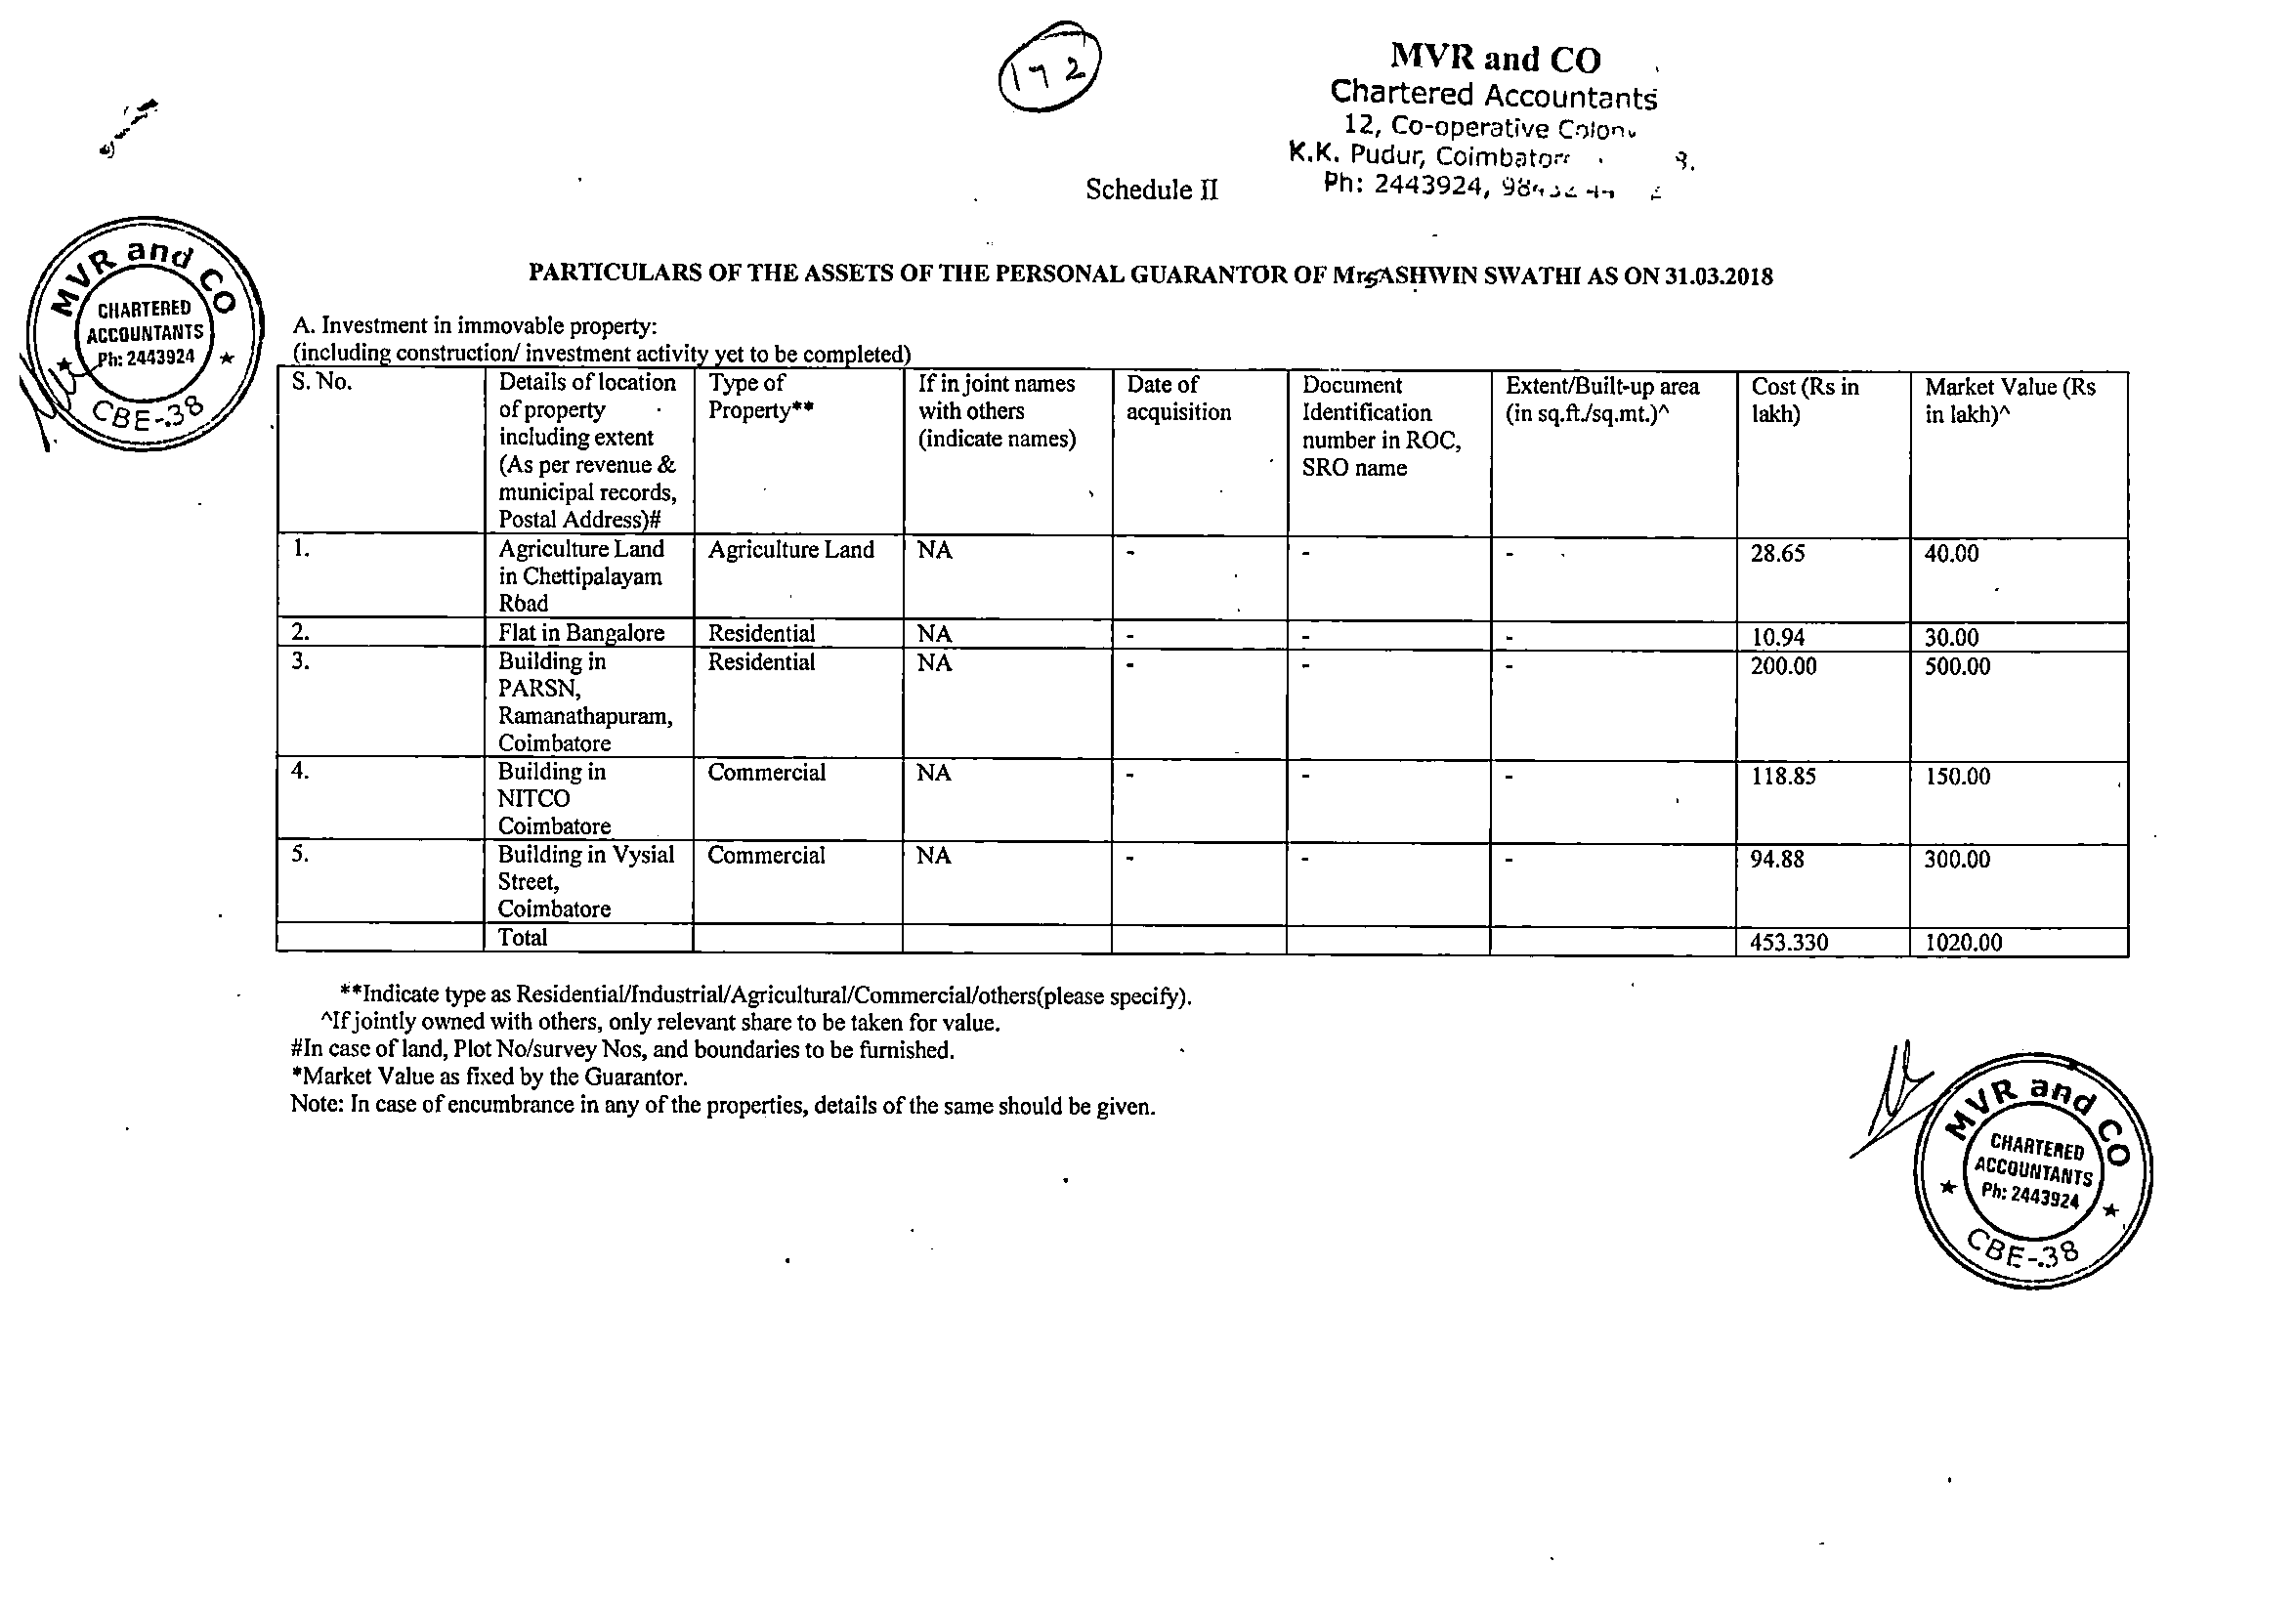 172
MVR and CO
Chartered Accountants
12, Co-operative Colony
K.K. Pudur, Coimbatore
Ph: 2443924,
Schedule II
MVR and CO
CHARTERED
ACCOUNTANTS
Ph: 2443924
CBE-38
PARTICULARS OF THE ASSETS OF THE PERSONAL GUARANTOR OF Mrs ASHWIN SWATHI AS ON 31.03.2018
A. Investment in immovable property:
(including construction/ investment activity yet to be completed)
S. No. Details of location of property including extent (As per revenue & municipal records, Postal Address)# Type of Property** If in joint names with others (indicate names) Date of acquisition Document Identification number in ROC, SRO name Extent/Built-up area (in sq.ft./sq.mt.)^ Cost (Rs in lakh) Market Value (Rs in lakh)^
1. Agriculture Land in Chettipalayam Road Agriculture Land NA - - - 28.65 40.00
2. Flat in Bangalore Residential NA - - - 10.94 30.00
3. Building in PARSN, Ramanathapuram, Coimbatore Residential NA - - - 200.00 500.00
4. Building in NITCO Coimbatore Commercial NA - - - 118.85 150.00
5. Building in Vysial Street, Coimbatore Commercial NA - - - 94.88 300.00
Total 453.330 1020.00
**Indicate type as Residential/Industrial/Agricultural/Commercial/others(please specify).
^If jointly owned with others, only relevant share to be taken for value.
#In case of land, Plot No/survey Nos, and boundaries to be furnished.
*Market Value as fixed by the Guarantor.
Note: In case of encumbrance in any of the properties, details of the same should be given.
MVR and CO
CHARTERED
ACCOUNTANTS
Ph: 2443924
CBE-38